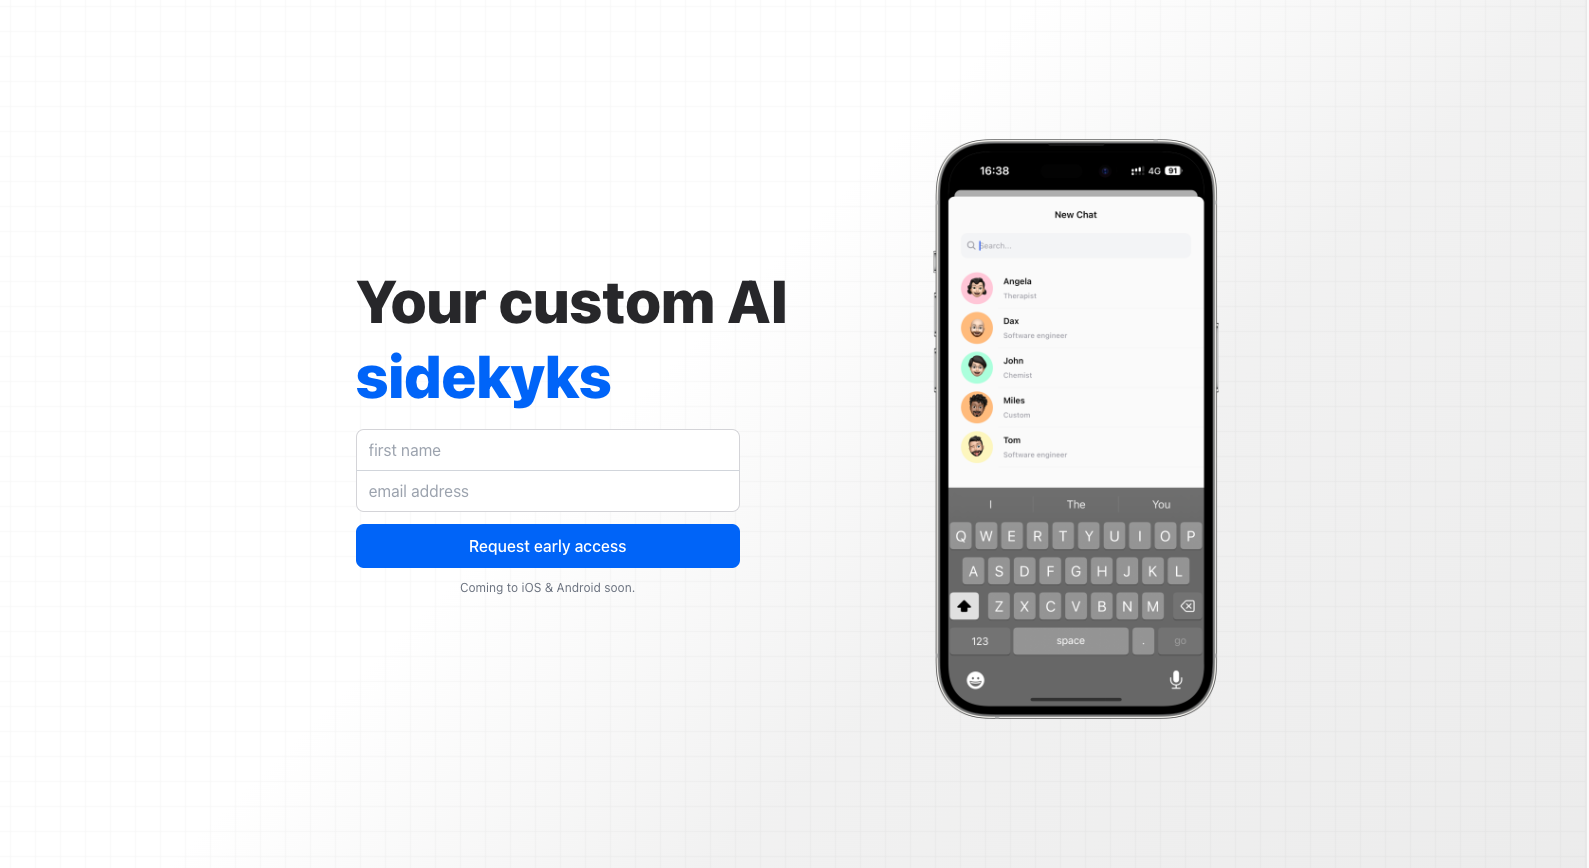 Your custom AI
sidekyks
first name
email address
Request early access
Coming to iOS & Android soon.
16:38
4G 91
New Chat
Search...
Angela
Therapist
Dax
Software engineer
John
Chemist
Miles
Custom
Tom
Software engineer
I The You
Q W E R T Y U I O P
A S D F G H J K L
Z X C V B N M
123 space . go